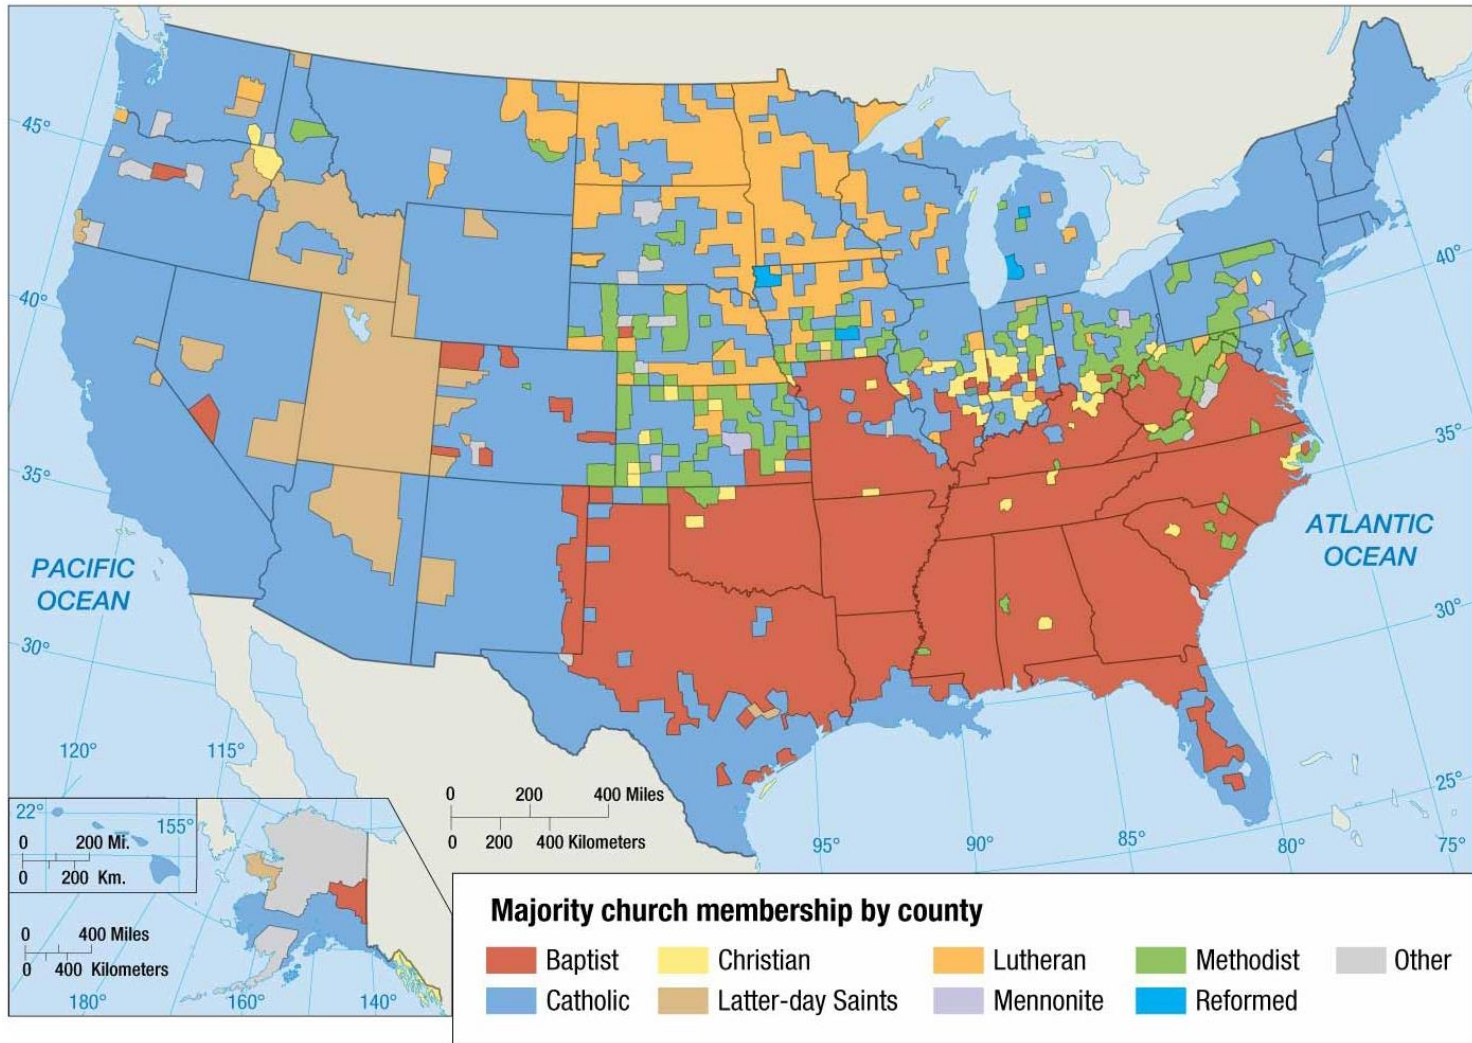 45°
40°
35°
30°
120°
115°
PACIFIC
OCEAN
45°
40°
35°
30°
25°
ATLANTIC
OCEAN
95°
90°
85°
80°
75°
0 200 400 Miles
0 200 400 Kilometers
22°
155°
0 200 Mi.
0 200 Km.
0 400 Miles
0 400 Kilometers
180°
160°
140°
Majority church membership by county
Baptist Christian Lutheran Methodist Other
Catholic Latter-day Saints Mennonite Reformed